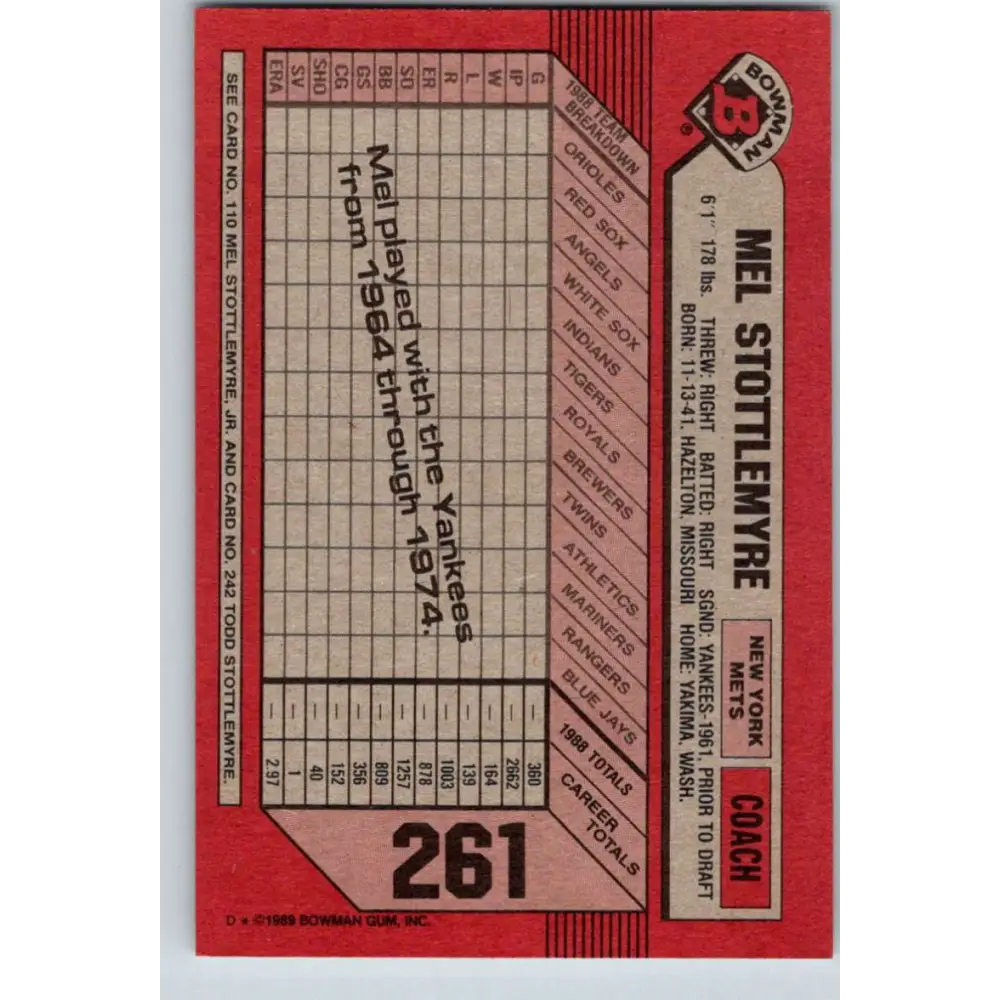 BOWMAN
B
®
MEL STOTTLEMYRE
NEW YORK
METS
COACH
6'1" 178 lbs. THREW: RIGHT BATTED: RIGHT SGND: YANKEES-1961, PRIOR TO DRAFT
BORN: 11-13-41, HAZELTON, MISSOURI HOME: YAKIMA, WASH.
1988 TEAM
BREAKDOWN
ORIOLES
RED SOX
ANGELS
WHITE SOX
INDIANS
TIGERS
ROYALS
BREWERS
TWINS
ATHLETICS
MARINERS
RANGERS
BLUE JAYS
1988 TOTALS
CAREER
TOTALS
G — 360
IP — 2662
W — 164
L — 139
R — 1003
ER — 878
SO — 1257
BB — 809
GS — 356
CG — 152
SHO — 40
SV — 1
ERA — 2.97
Mel played with the Yankees
from 1964 through 1974.
261
SEE CARD NO. 110 MEL STOTTLEMYRE, JR. AND CARD NO. 242 TODD STOTTLEMYRE.
D * ©1989 BOWMAN GUM, INC.